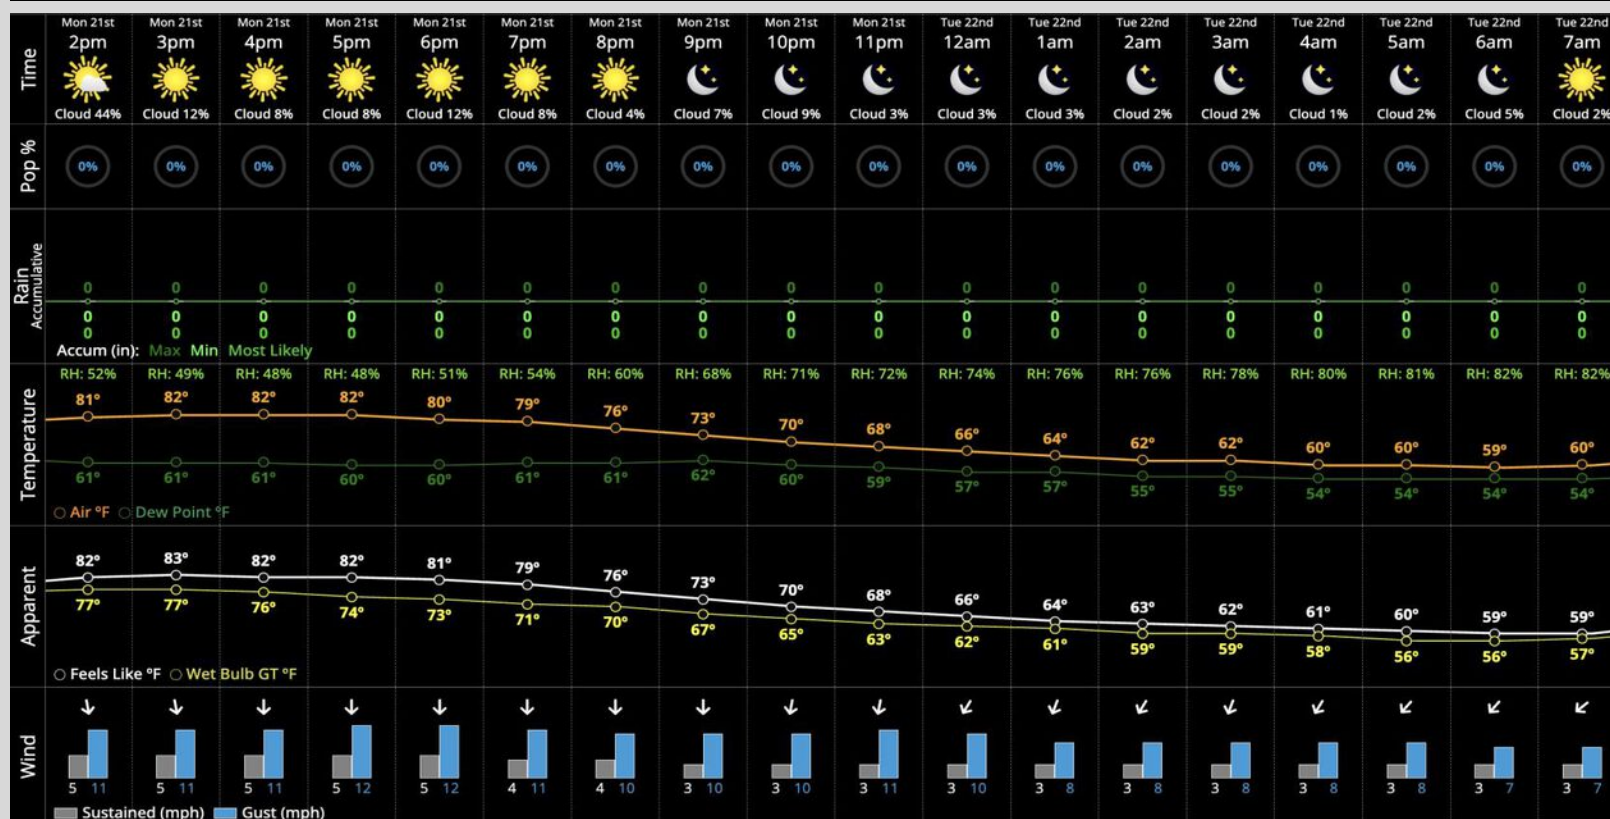 Mon 21st Mon 21st Mon 21st Mon 21st Mon 21st Mon 21st Mon 21st Mon 21st Mon 21st Mon 21st Tue 22nd Tue 22nd Tue 22nd Tue 22nd Tue 22nd Tue 22nd Tue 22nd Tue 22nd
Time
2pm 3pm 4pm 5pm 6pm 7pm 8pm 9pm 10pm 11pm 12am 1am 2am 3am 4am 5am 6am 7am
Cloud 44% Cloud 12% Cloud 8% Cloud 8% Cloud 12% Cloud 8% Cloud 4% Cloud 7% Cloud 9% Cloud 3% Cloud 3% Cloud 3% Cloud 2% Cloud 2% Cloud 1% Cloud 2% Cloud 5% Cloud 2%
Pop %
0% 0% 0% 0% 0% 0% 0% 0% 0% 0% 0% 0% 0% 0% 0% 0% 0% 0%
Rain
Accumulative
0 0 0 0 0 0 0 0 0 0 0 0 0 0 0 0 0 0
0 0 0 0 0 0 0 0 0 0 0 0 0 0 0 0 0 0
0 0 0 0 0 0 0 0 0 0 0 0 0 0 0 0 0 0
Accum (in): Max Min Most Likely
Temperature
RH: 52% RH: 49% RH: 48% RH: 48% RH: 51% RH: 54% RH: 60% RH: 68% RH: 71% RH: 72% RH: 74% RH: 76% RH: 76% RH: 78% RH: 80% RH: 81% RH: 82% RH: 82%
81° 82° 82° 82° 80° 79° 76° 73° 70° 68° 66° 64° 62° 62° 60° 60° 59° 60°
61° 61° 61° 60° 60° 61° 61° 62° 60° 59° 57° 57° 55° 55° 54° 54° 54° 54°
Air °F Dew Point °F
Apparent
82° 83° 82° 82° 81° 79° 76° 73° 70° 68° 66° 64° 63° 62° 61° 60° 59° 59°
77° 77° 76° 74° 73° 71° 70° 67° 65° 63° 62° 61° 59° 59° 58° 56° 56° 57°
Feels Like °F Wet Bulb GT °F
Wind
5 11 5 11 5 11 5 12 5 12 4 11 4 10 3 10 3 10 3 11 3 10 3 8 3 8 3 8 3 8 3 8 3 7 3 7
Sustained (mph) Gust (mph)